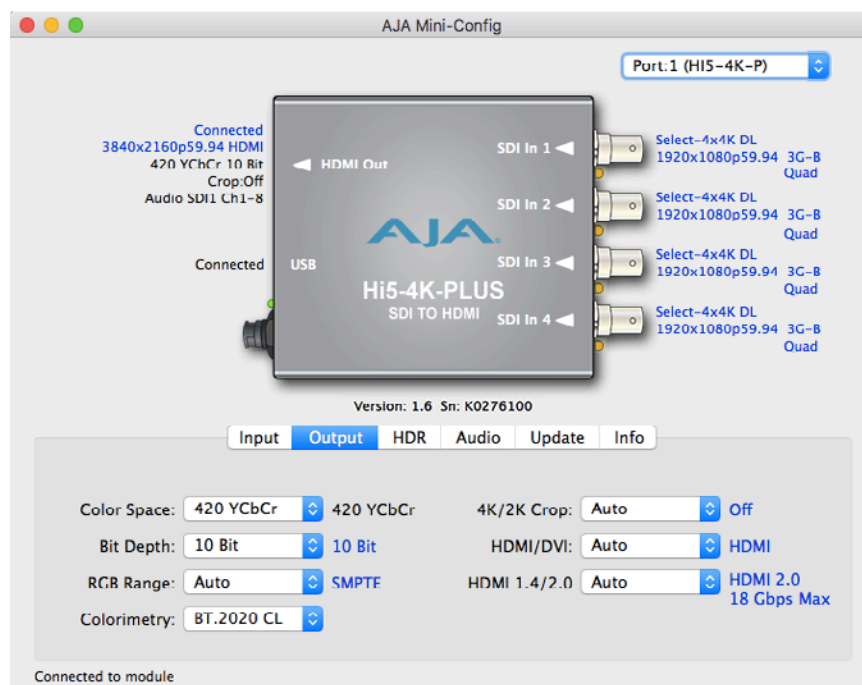 AJA Mini-Config
Port:1 (HI5-4K-P)
Connected
3840x2160p59.94 HDMI
420 YCbCr 10 Bit
Crop:Off
Audio SDI1 Ch1-8
Connected
HDMI Out
USB
SDI In 1
SDI In 2
SDI In 3
SDI In 4
AJA
Hi5-4K-PLUS
SDI TO HDMI
Select-4x4K DL
1920x1080p59.94 3G-B
Quad
Select-4x4K DL
1920x1080p59.94 3G-B
Quad
Select-4x4K DL
1920x1080p59.94 3G-B
Quad
Select-4x4K DL
1920x1080p59.94 3G-B
Quad
Version: 1.6 Sn: K0276100
Input Output HDR Audio Update Info
Color Space: 420 YCbCr 420 YCbCr
Bit Depth: 10 Bit 10 Bit
RGB Range: Auto SMPTE
Colorimetry: BT.2020 CL
4K/2K Crop: Auto Off
HDMI/DVI: Auto HDMI
HDMI 1.4/2.0 Auto HDMI 2.0
18 Gbps Max
Connected to module